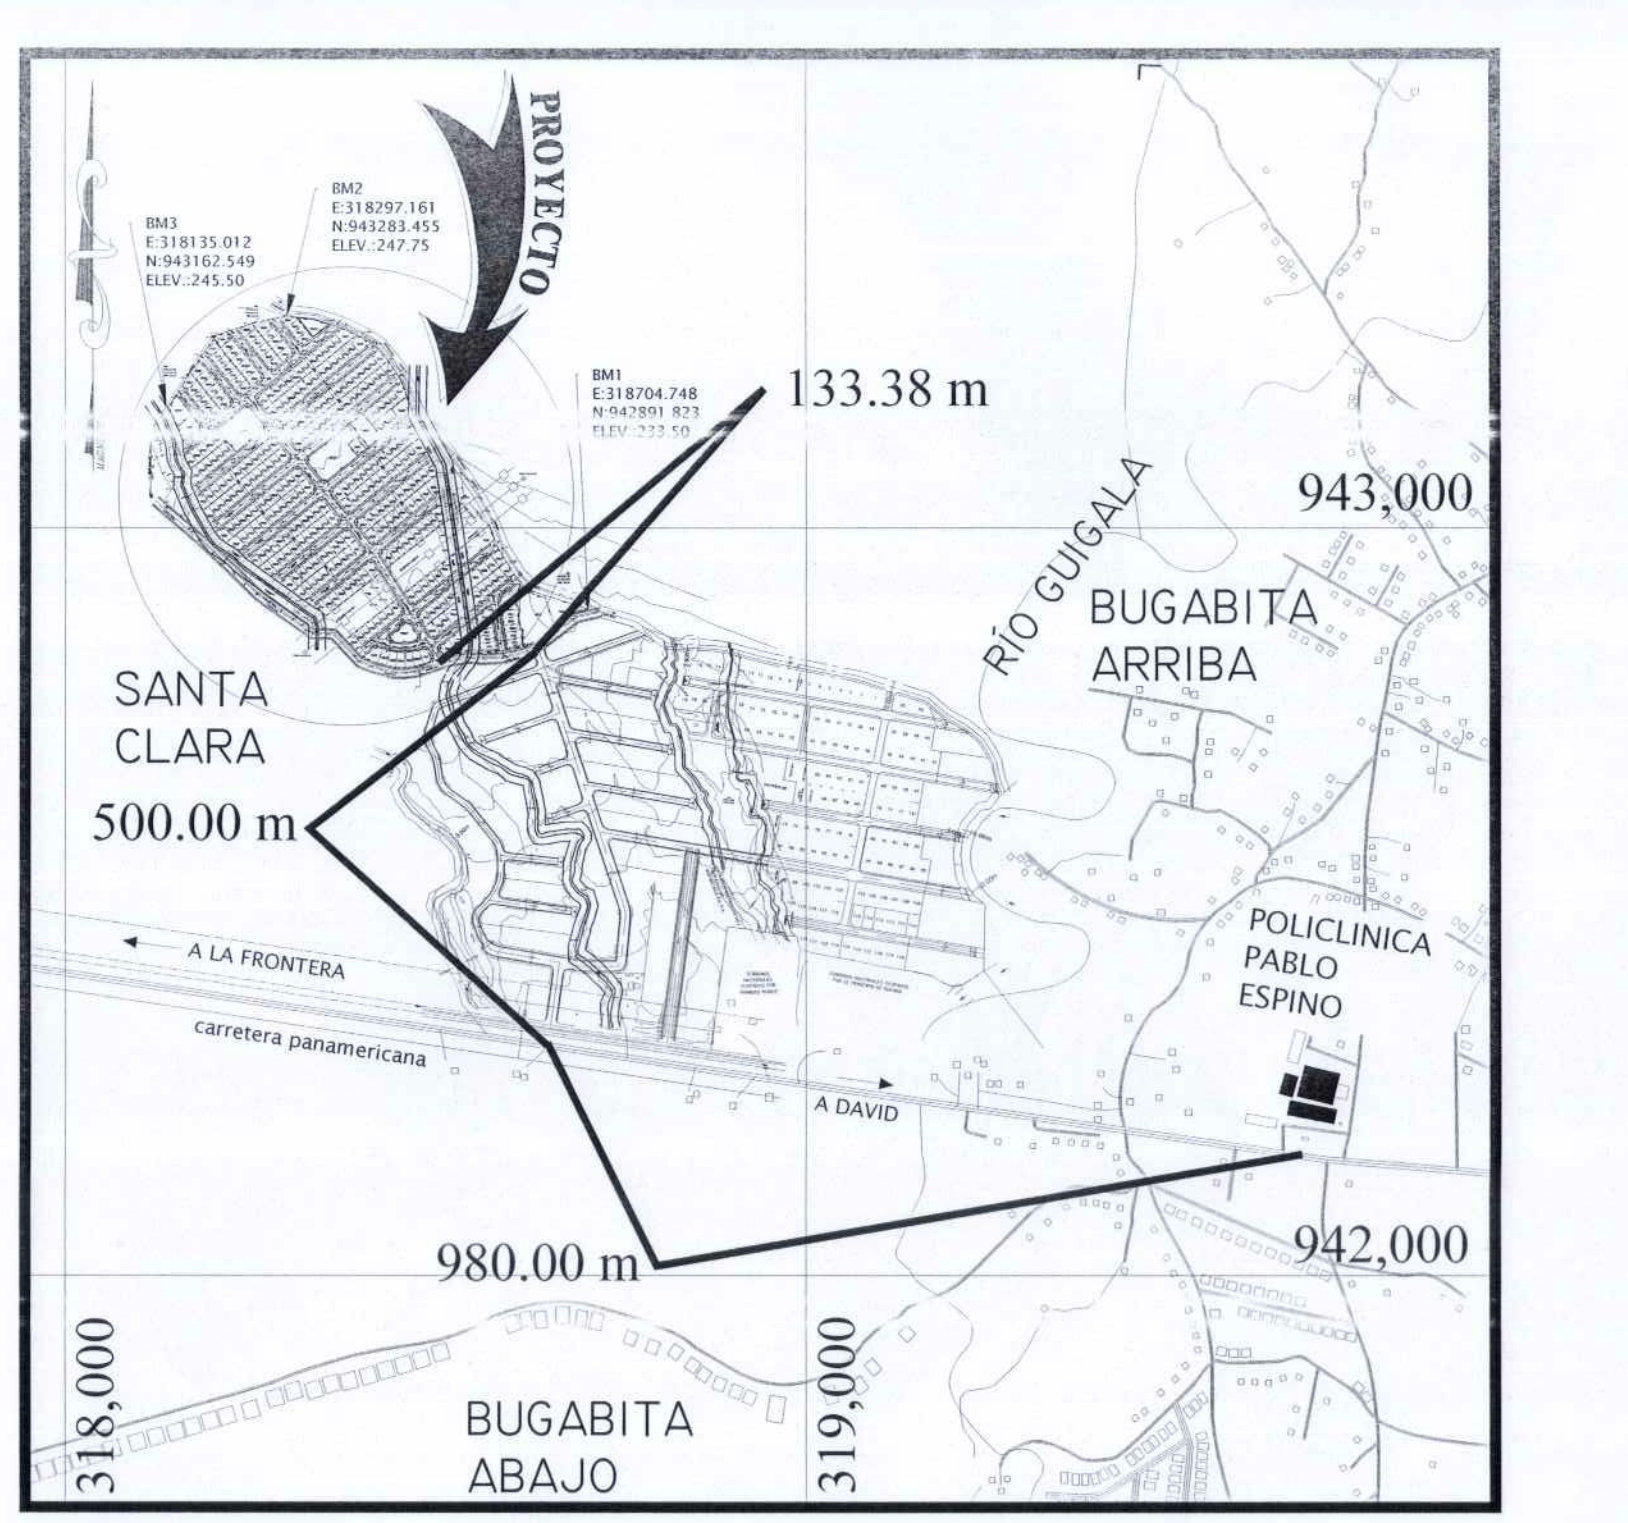 PROYECTO
BM2
E:318297.161
N:943283.455
ELEV.:247.75
BM3
E:318135.012
N:943162.549
ELEV.:245.50
BM1
E:318704.748
N:942891 823
ELEV.:233.50
133.38 m
943,000
RÍO GUIGALA
BUGABITA
ARRIBA
SANTA
CLARA
500.00 m
POLICLINICA
PABLO
ESPINO
A LA FRONTERA
carretera panamericana
A DAVID
980.00 m
942,000
318,000
319,000
BUGABITA
ABAJO